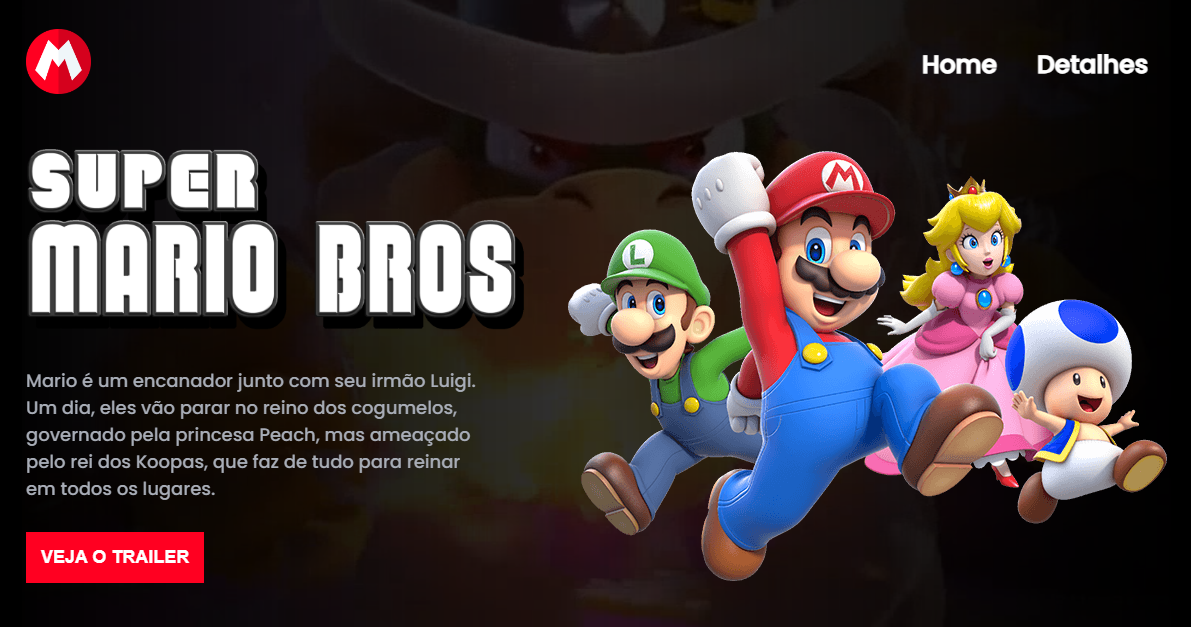 M
Home Detalhes
SUPER
MARIO BROS
M
L
Mario é um encanador junto com seu irmão Luigi.
Um dia, eles vão parar no reino dos cogumelos,
governado pela princesa Peach, mas ameaçado
pelo rei dos Koopas, que faz de tudo para reinar
em todos os lugares.
VEJA O TRAILER